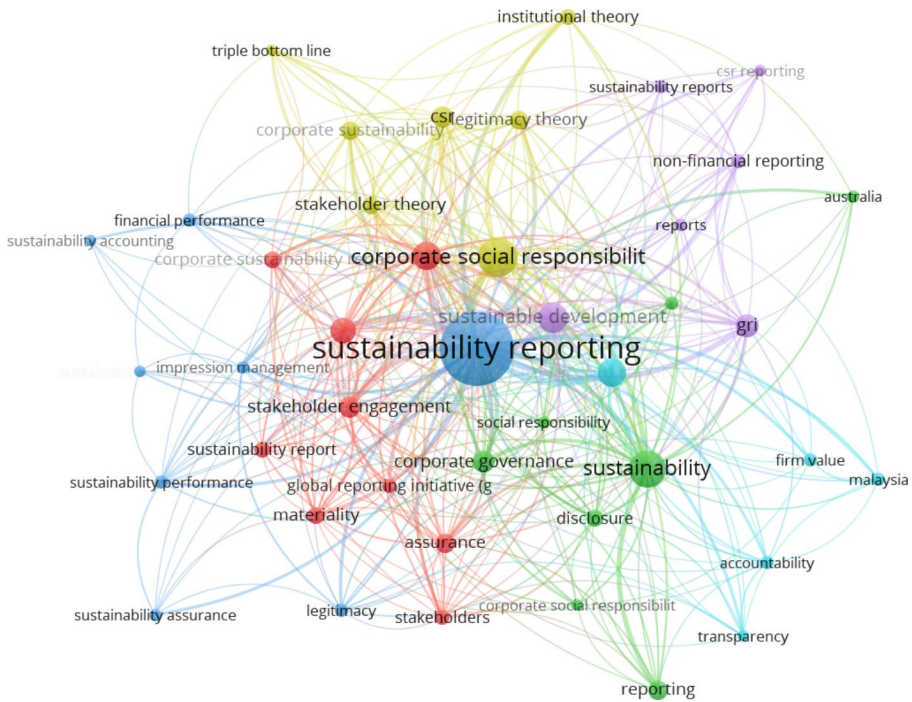 institutional theory
triple bottom line
csr reporting
sustainability reports
csr
legitimacy theory
corporate sustainability
non-financial reporting
australia
stakeholder theory
financial performance
reports
sustainability accounting
corporate sustainability
corporate social responsibilit
sustainable development
gri
sustainability reporting
impression management
stakeholder engagement
social responsibility
sustainability report
corporate governance
sustainability
firm value
malaysia
sustainability performance
global reporting initiative (g
materiality
disclosure
assurance
accountability
sustainability assurance
legitimacy
stakeholders
corporate social responsibilit
transparency
reporting